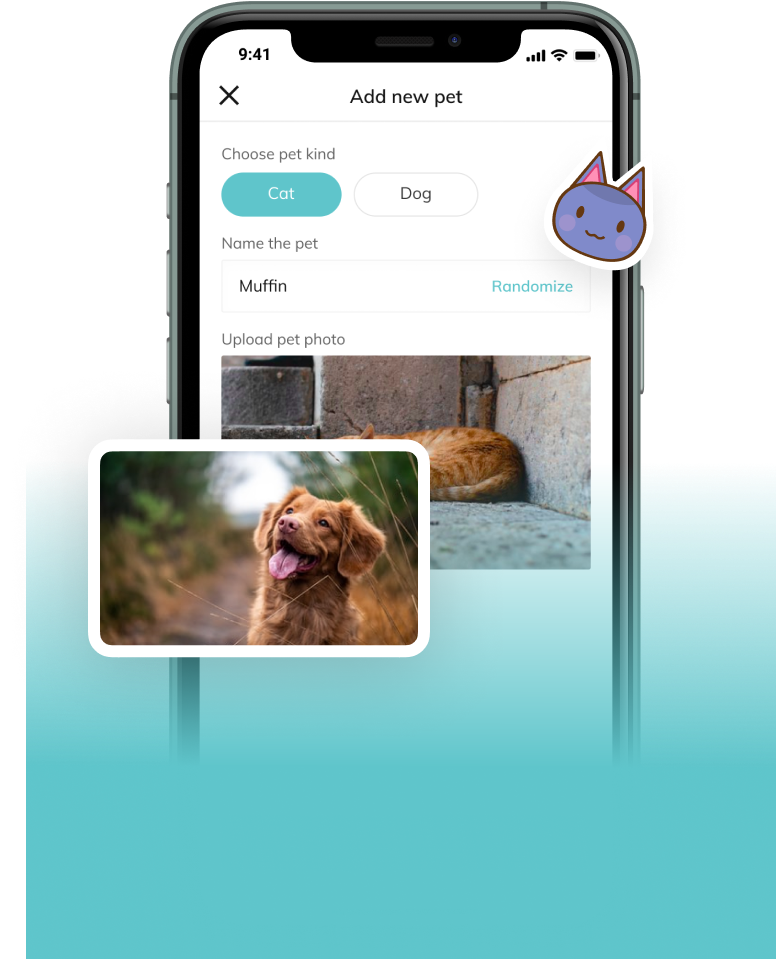 9:41
Add new pet
Choose pet kind
Cat Dog
Name the pet
Muffin Randomize
Upload pet photo